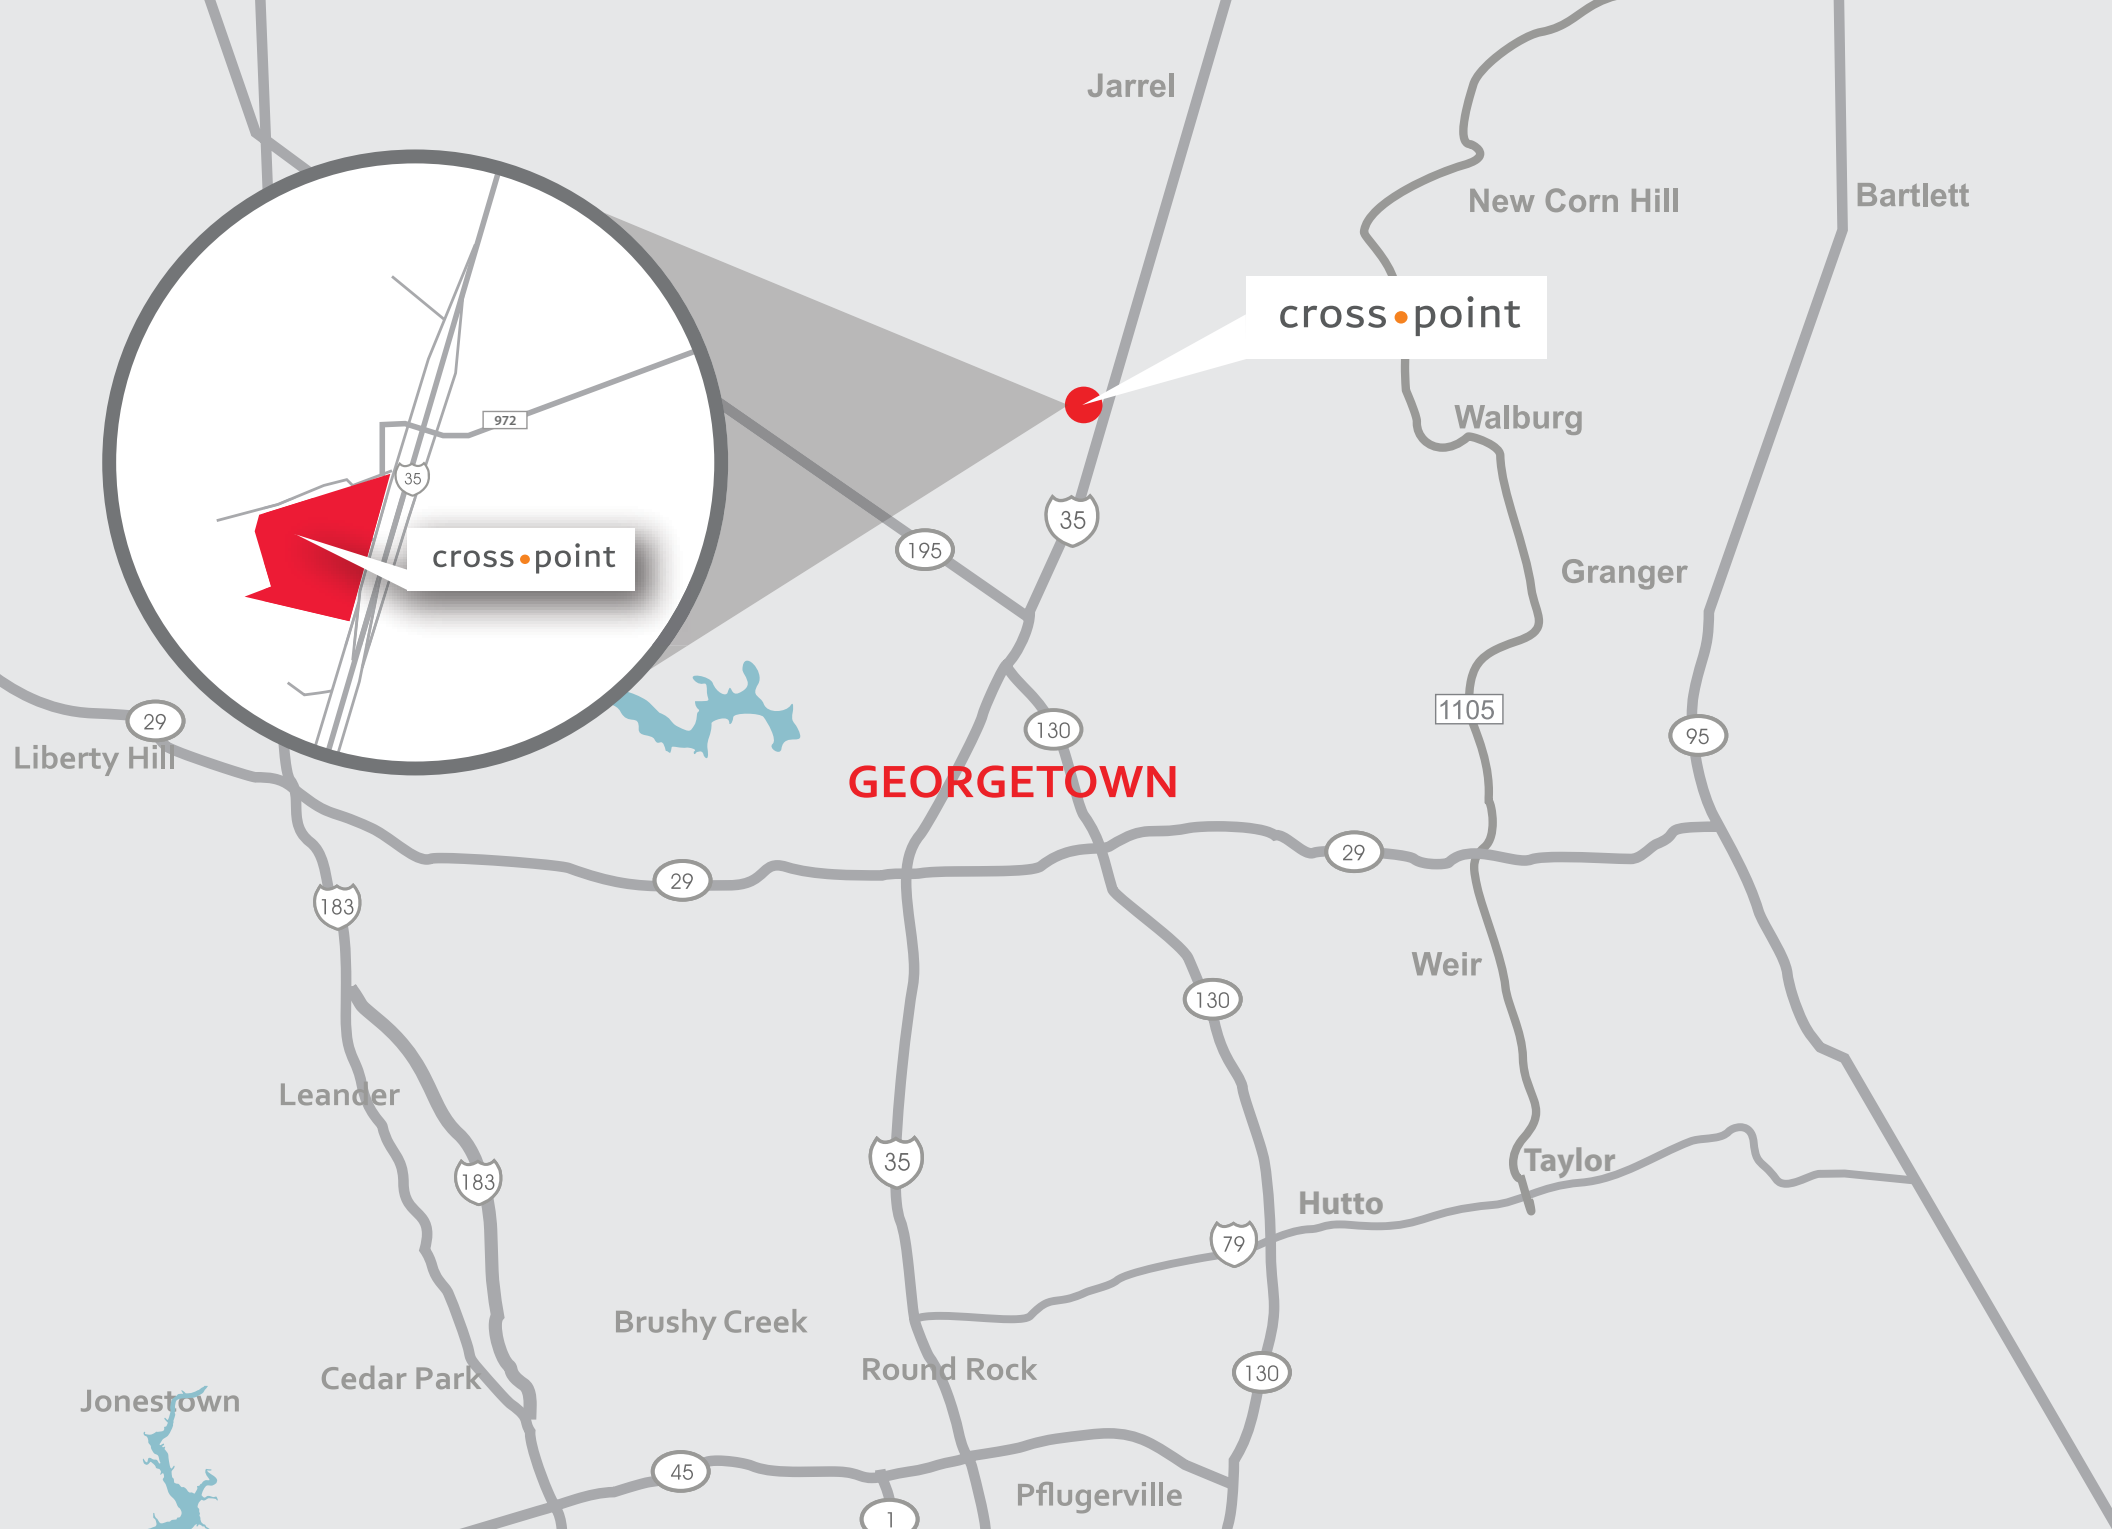 Jarrel
New Corn Hill
Bartlett
cross•point
Walburg
972
35
35
cross•point
195
Granger
29
Liberty Hill
1105
130
95
GEORGETOWN
29
29
183
Weir
130
Leander
35
Taylor
183
Hutto
79
Brushy Creek
Round Rock
130
Cedar Park
Jonestown
45
Pflugerville
1